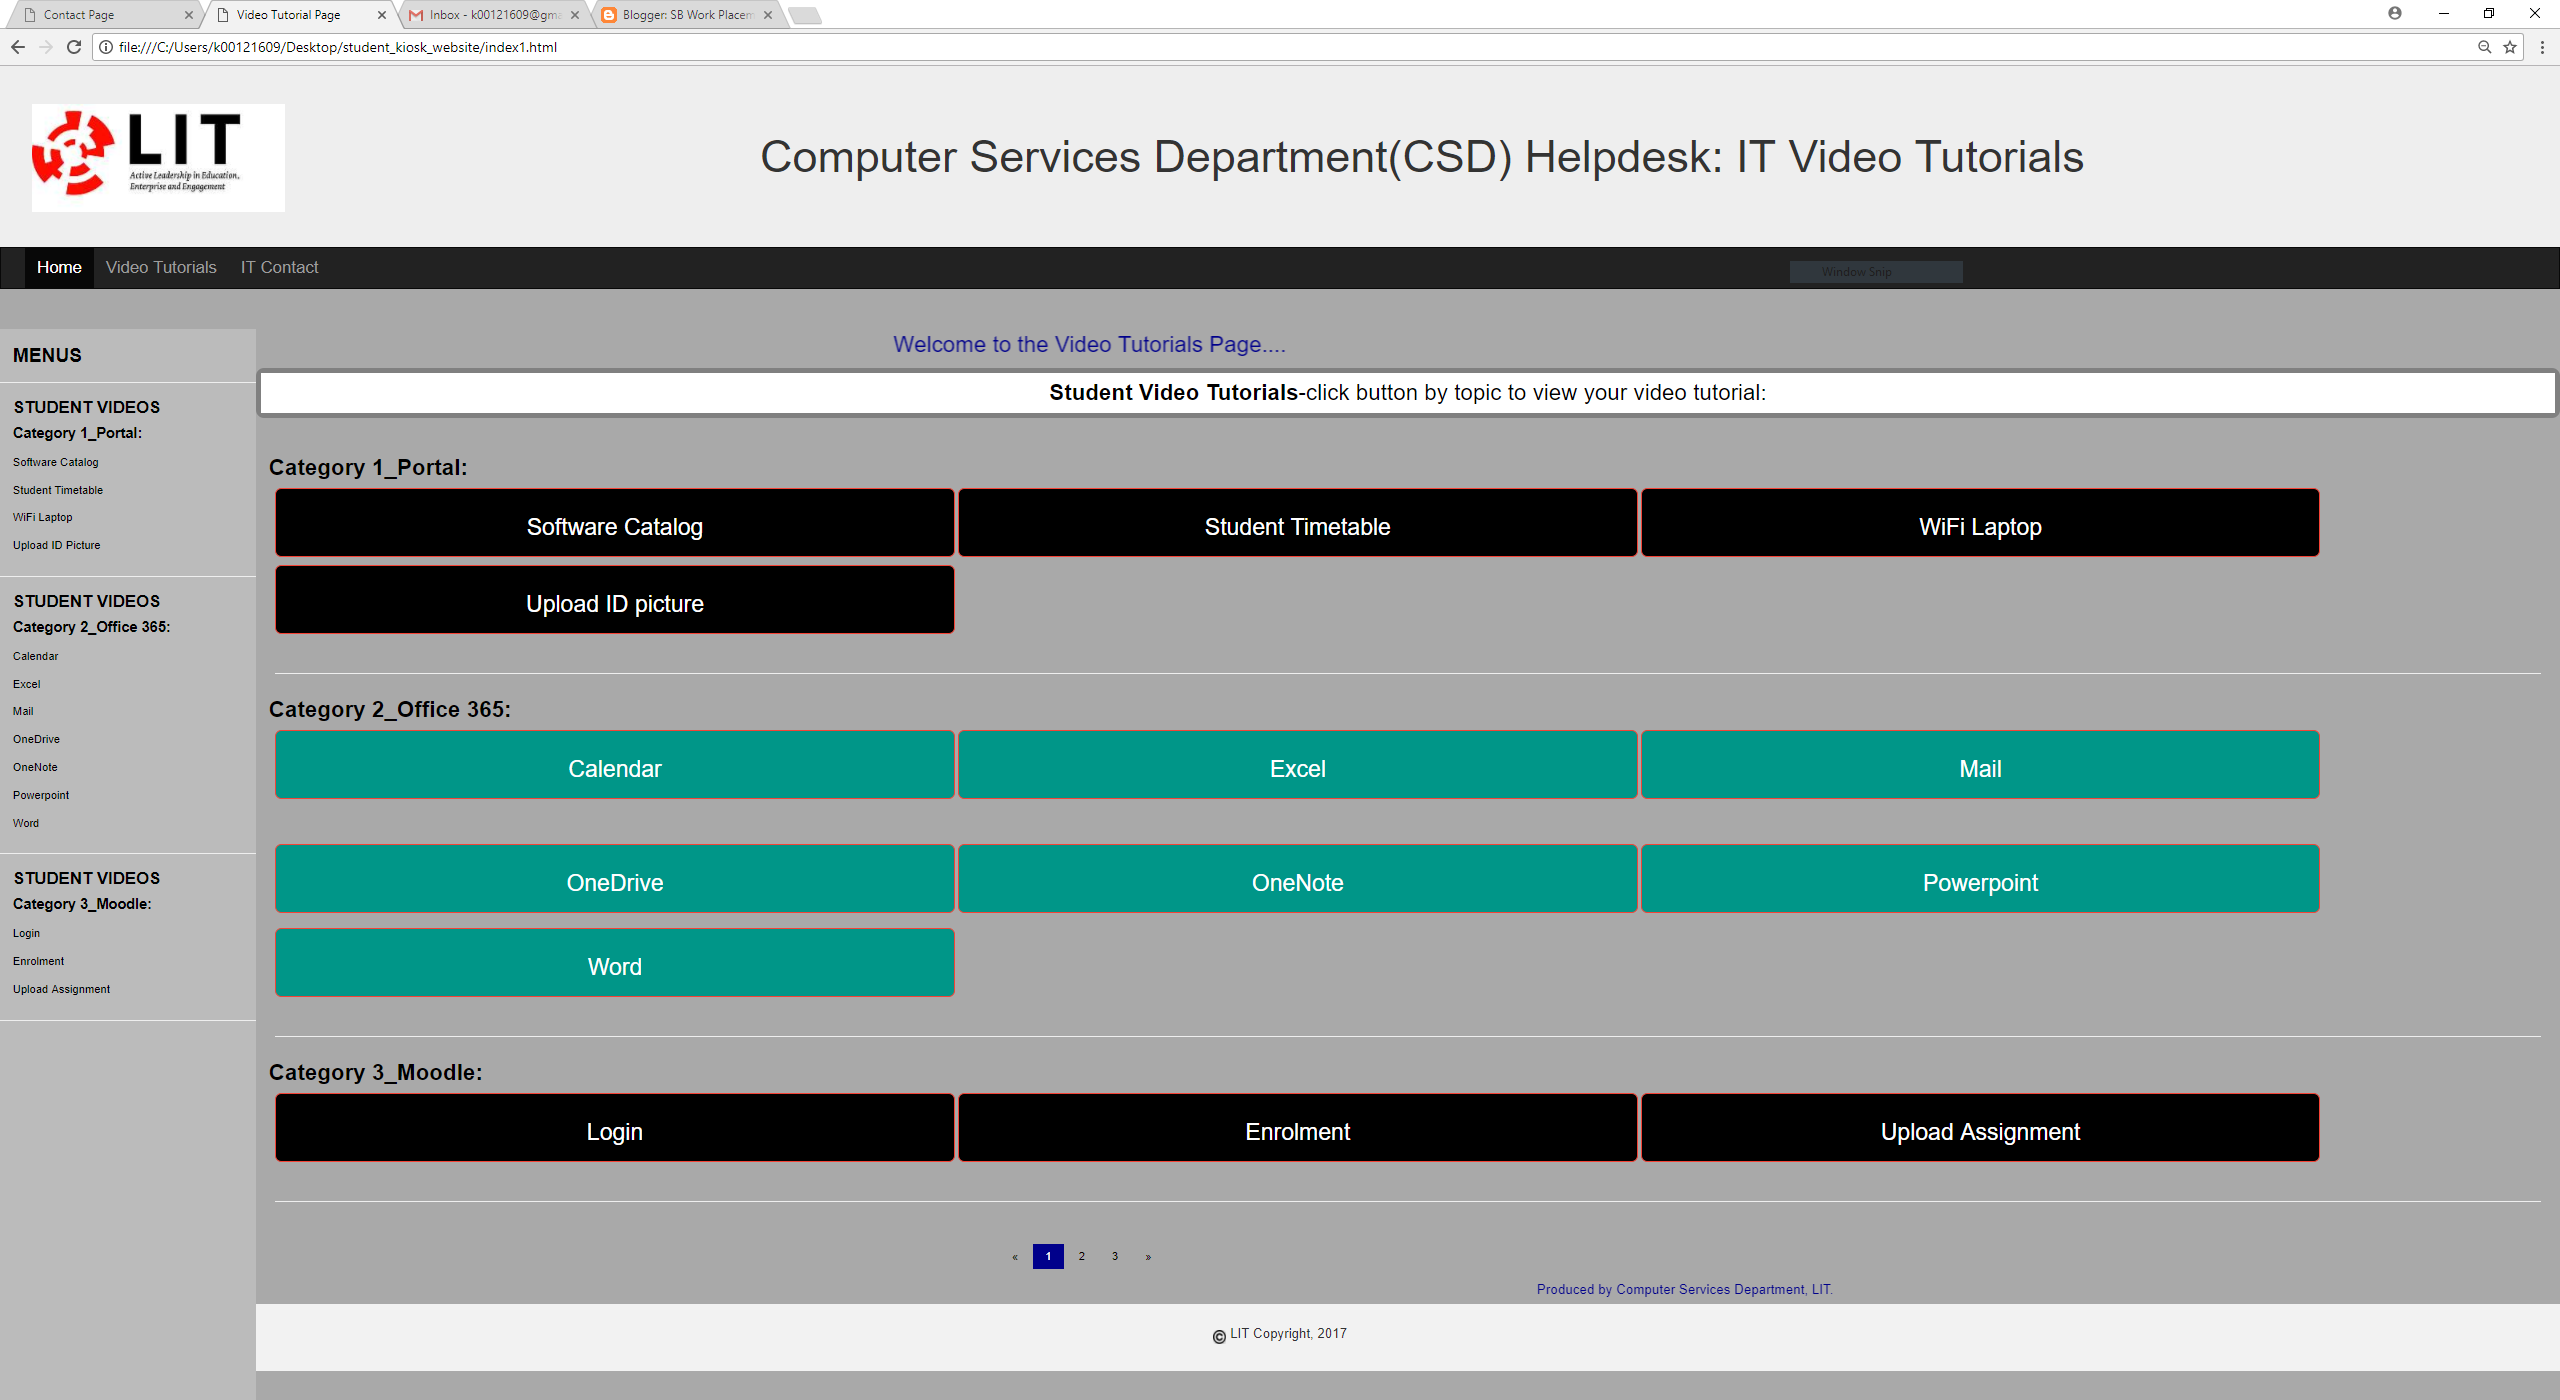 Contact Page
Video Tutorial Page
Inbox - k00121609@gma
Blogger: SB Work Placem
file:///C:/Users/k00121609/Desktop/student_kiosk_website/index1.html
LIT
Active Leadership in Education,
Enterprise and Engagement
Computer Services Department(CSD) Helpdesk: IT Video Tutorials
Home Video Tutorials IT Contact
Window Snip
MENUS
STUDENT VIDEOS
Category 1_Portal:
Software Catalog
Student Timetable
WiFi Laptop
Upload ID Picture
STUDENT VIDEOS
Category 2_Office 365:
Calendar
Excel
Mail
OneDrive
OneNote
Powerpoint
Word
STUDENT VIDEOS
Category 3_Moodle:
Login
Enrolment
Upload Assignment
Welcome to the Video Tutorials Page....
Student Video Tutorials-click button by topic to view your video tutorial:
Category 1_Portal:
Software Catalog
Student Timetable
WiFi Laptop
Upload ID picture
Category 2_Office 365:
Calendar
Excel
Mail
OneDrive
OneNote
Powerpoint
Word
Category 3_Moodle:
Login
Enrolment
Upload Assignment
« 1 2 3 »
Produced by Computer Services Department, LIT.
© LIT Copyright, 2017